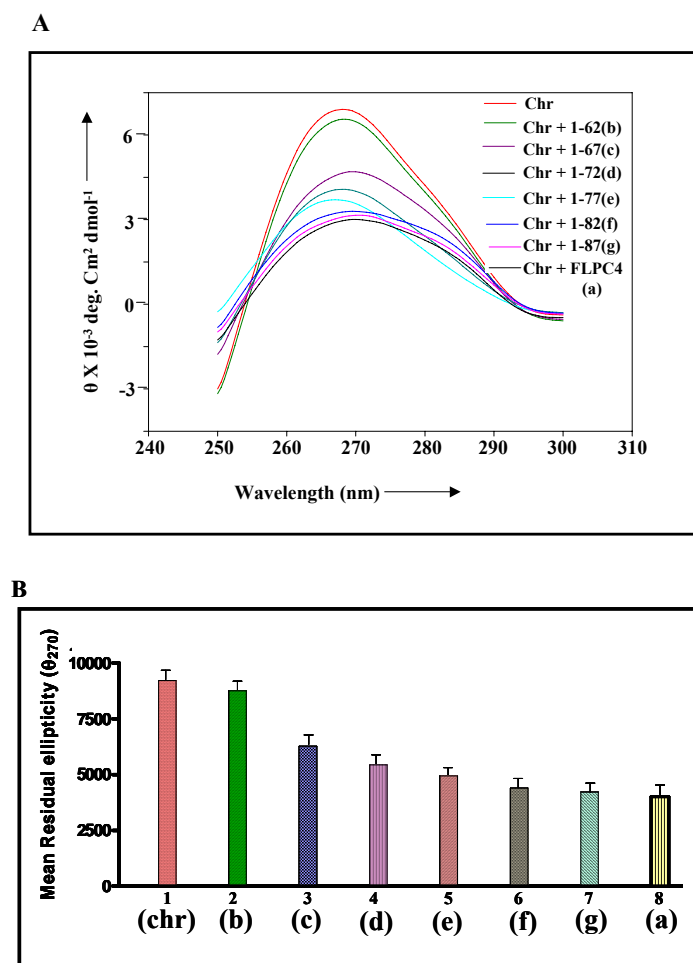 A
θ X 10⁻³ deg. Cm² dmol⁻¹
6
3
0
-3
240 250 260 270 280 290 300 310
Wavelength (nm)
Chr
Chr + 1-62(b)
Chr + 1-67(c)
Chr + 1-72(d)
Chr + 1-77(e)
Chr + 1-82(f)
Chr + 1-87(g)
Chr + FLPC4
(a)
B
Mean Residual ellipticity (θ₂₇₀)
10000
7500
5000
2500
0
1 2 3 4 5 6 7 8
(chr) (b) (c) (d) (e) (f) (g) (a)